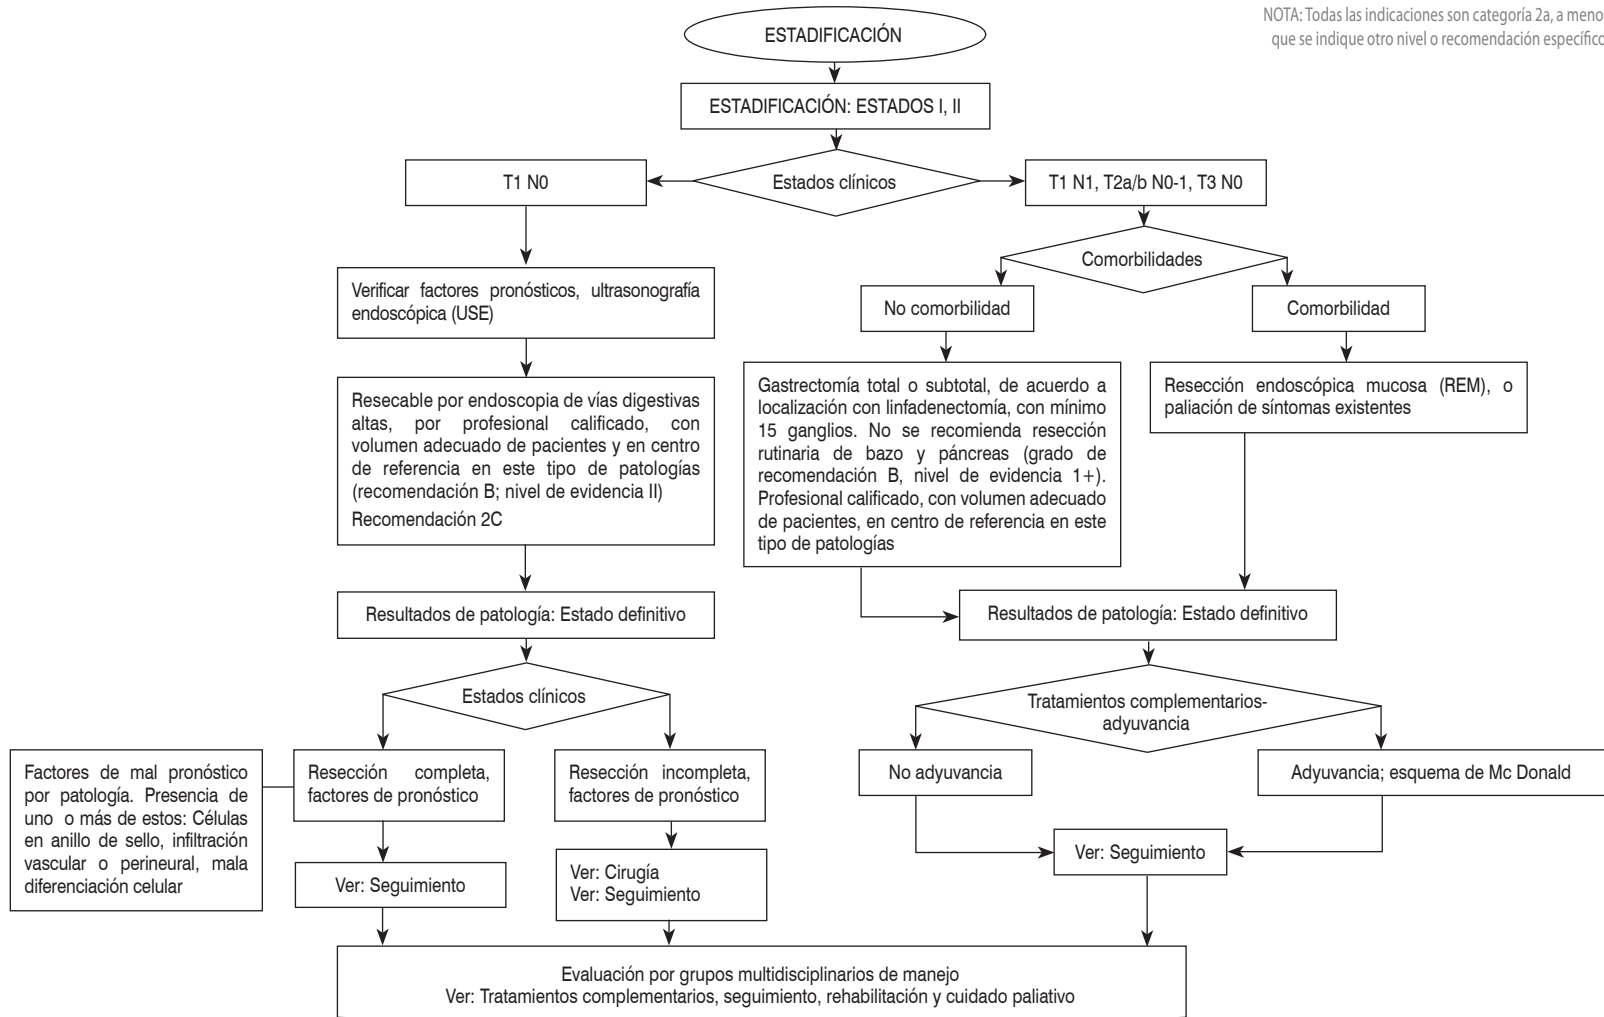 NOTA: Todas las indicaciones son categoría 2a, a menos
que se indique otro nivel o recomendación específico
ESTADIFICACIÓN
ESTADIFICACIÓN: ESTADOS I, II
Estados clínicos
T1 N0
T1 N1, T2a/b N0-1, T3 N0
Comorbilidades
Verificar factores pronósticos, ultrasonografía
endoscópica (USE)
No comorbilidad
Comorbilidad
Resecable por endoscopia de vías digestivas
altas, por profesional calificado, con
volumen adecuado de pacientes y en centro
de referencia en este tipo de patologías
(recomendación B; nivel de evidencia II)
Recomendación 2C
Gastrectomía total o subtotal, de acuerdo a
localización con linfadenectomía, con mínimo
15 ganglios. No se recomienda resección
rutinaria de bazo y páncreas (grado de
recomendación B, nivel de evidencia 1+).
Profesional calificado, con volumen adecuado
de pacientes, en centro de referencia en este
tipo de patologías
Resección endoscópica mucosa (REM), o
paliación de síntomas existentes
Resultados de patología: Estado definitivo
Resultados de patología: Estado definitivo
Estados clínicos
Tratamientos complementarios-
adyuvancia
Factores de mal pronóstico
por patología. Presencia de
uno o más de estos: Células
en anillo de sello, infiltración
vascular o perineural, mala
diferenciación celular
Resección completa,
factores de pronóstico
Resección incompleta,
factores de pronóstico
No adyuvancia
Adyuvancia; esquema de Mc Donald
Ver: Seguimiento
Ver: Cirugía
Ver: Seguimiento
Ver: Seguimiento
Evaluación por grupos multidisciplinarios de manejo
Ver: Tratamientos complementarios, seguimiento, rehabilitación y cuidado paliativo